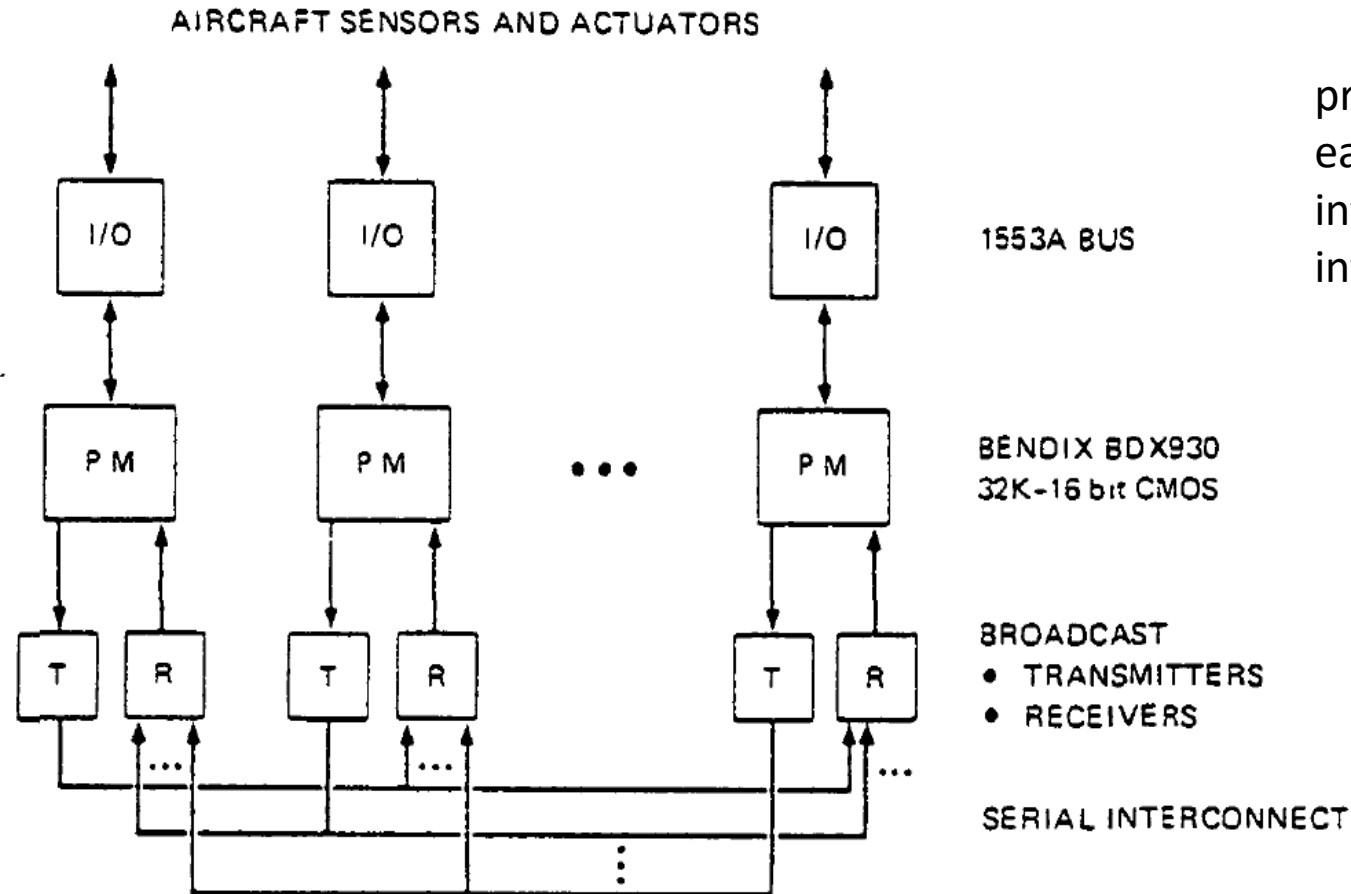 AIRCRAFT SENSORS AND ACTUATORS
I/O
I/O
I/O
1553A BUS
PM
PM
• • •
PM
BENDIX BDX930
32K-16 bit CMOS
T
R
T
R
T
R
BROADCAST
• TRANSMITTERS
• RECEIVERS
...
...
...
SERIAL INTERCONNECT